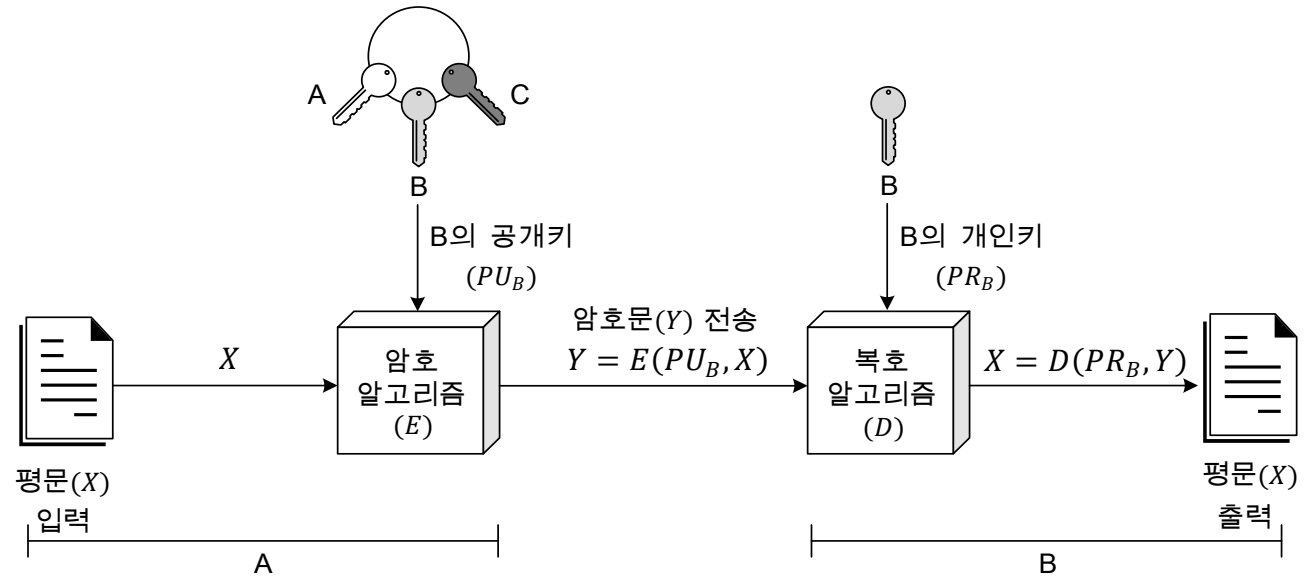 A
C
B
B
B의 공개키
(PU_B)
B의 개인키
(PR_B)
X
암호
알고리즘
(E)
암호문(Y) 전송
Y = E(PU_B, X)
복호
알고리즘
(D)
X = D(PR_B, Y)
평문(X)
입력
평문(X)
출력
A
B